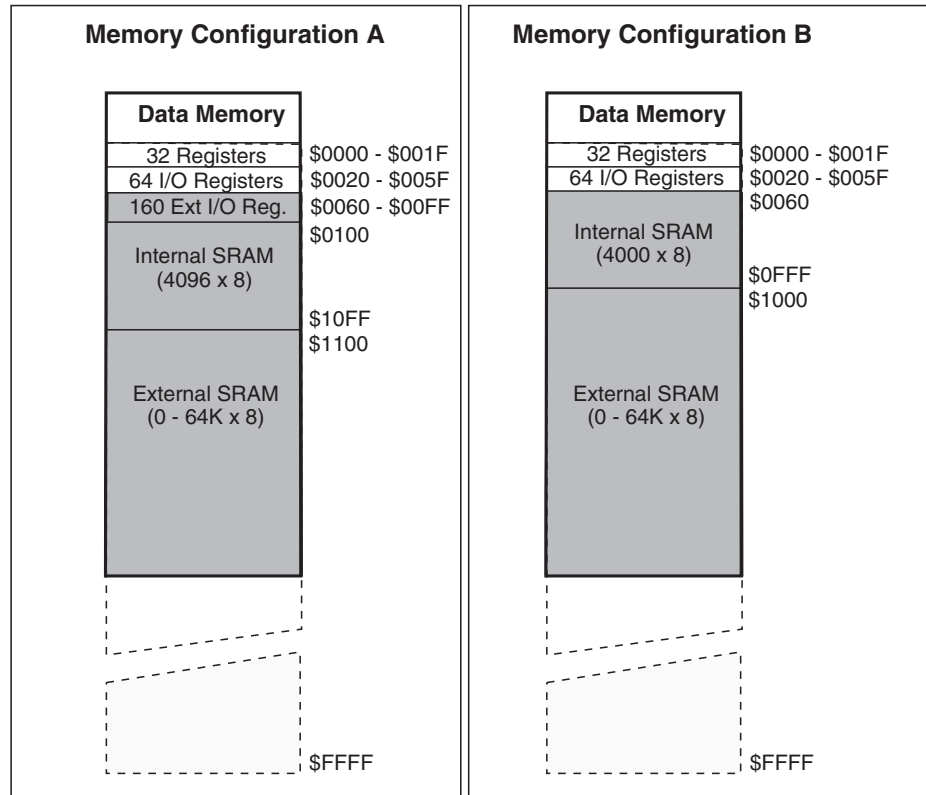 Memory Configuration A
Data Memory
32 Registers
$0000 - $001F
64 I/O Registers
$0020 - $005F
160 Ext I/O Reg.
$0060 - $00FF
$0100
Internal SRAM
(4096 x 8)
$10FF
$1100
External SRAM
(0 - 64K x 8)
$FFFF
Memory Configuration B
Data Memory
32 Registers
$0000 - $001F
64 I/O Registers
$0020 - $005F
$0060
Internal SRAM
(4000 x 8)
$0FFF
$1000
External SRAM
(0 - 64K x 8)
$FFFF